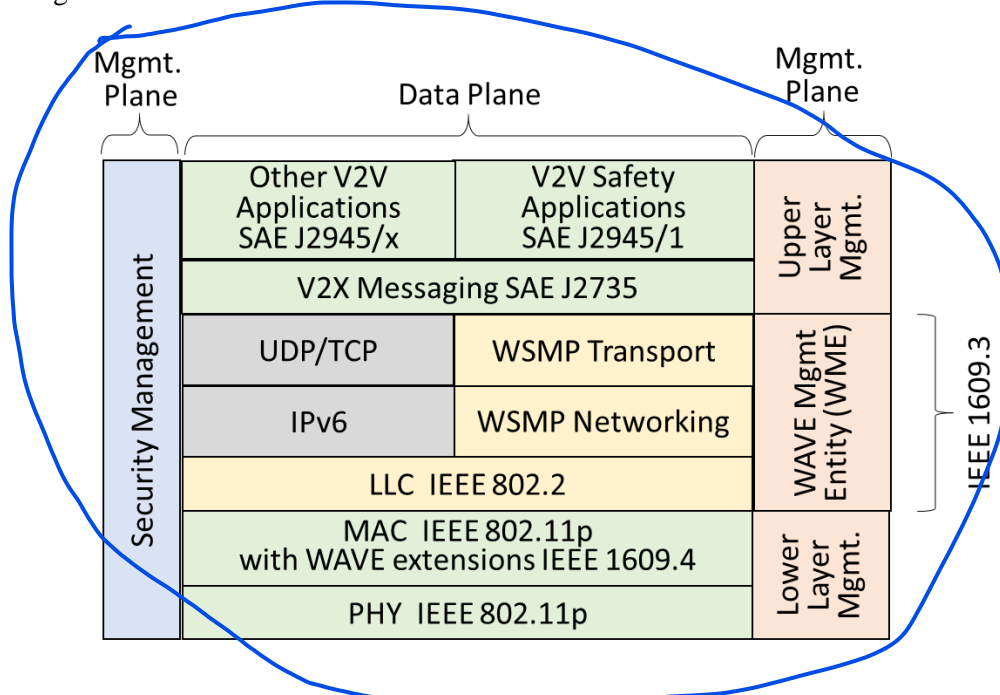 Mgmt.
Plane
Data Plane
Mgmt.
Plane
Security Management
Other V2V
Applications
SAE J2945/x
V2V Safety
Applications
SAE J2945/1
Upper
Layer
Mgmt.
V2X Messaging SAE J2735
UDP/TCP
WSMP Transport
WAVE Mgmt
Entity (WME)
IEEE 1609.3
IPv6
WSMP Networking
LLC IEEE 802.2
MAC IEEE 802.11p
with WAVE extensions IEEE 1609.4
Lower
Layer
Mgmt.
PHY IEEE 802.11p